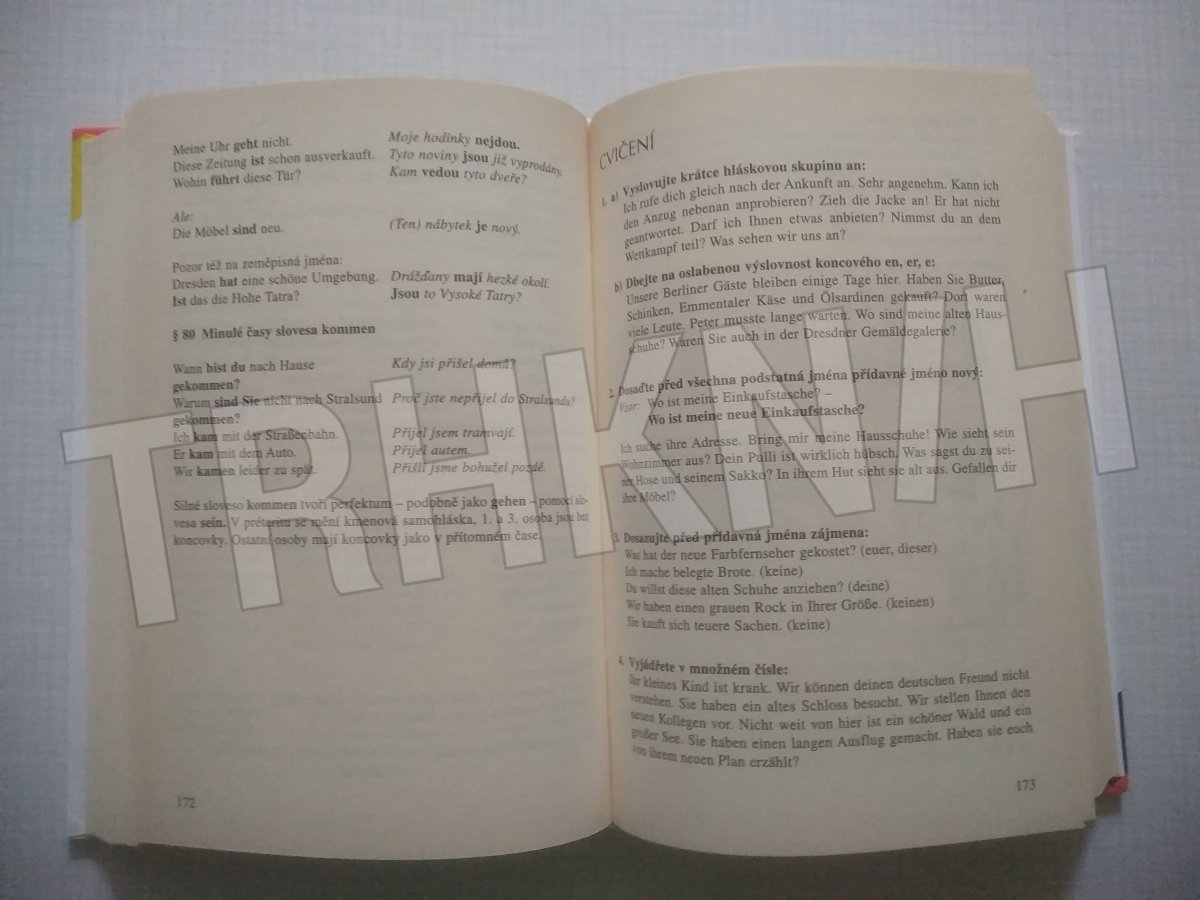 Meine Uhr geht nicht. Moje hodinky nejdou.
Diese Zeitung ist schon ausverkauft. Tyto noviny jsou již vyprodány.
Wohin führt diese Tür? Kam vedou tyto dveře?
Ale:
Die Möbel sind neu. (Ten) nábytek je nový.
Pozor též na zeměpisná jména:
Dresden hat eine schöne Umgebung. Drážďany mají hezké okolí.
Ist das die Hohe Tatra? Jsou to Vysoké Tatry?
§ 80 Minulé časy slovesa kommen
Wann bist du nach Hause Kdy jsi přišel domů?
gekommen?
Warum sind Sie nicht nach Stralsund Proč jste nepřijel do Stralsundu?
gekommen?
Ich kam mit der Straßenbahn. Přijel jsem tramvají.
Er kam mit dem Auto. Přijel autem.
Wir kamen leider zu spät. Přišli jsme bohužel pozdě.
Silné sloveso kommen tvoří perfektum – podobně jako gehen – pomocí slo-
vesa sein. V préteritu se mění kmenová samohláska, 1. a 3. osoba jsou bez
koncovky. Ostatní osoby mají koncovky jako v přítomném čase.
172
CVIČENÍ
1. a) Vyslovujte krátce hláskovou skupinu an:
Ich rufe dich gleich nach der Ankunft an. Sehr angenehm. Kann ich
den Anzug nebenan anprobieren? Zieh die Jacke an! Er hat nicht
geantwortet. Darf ich Ihnen etwas anbieten? Nimmst du an dem
Wettkampf teil? Was sehen wir uns an?
b) Dbejte na oslabenou výslovnost koncového en, er, e:
Unsere Berliner Gäste bleiben einige Tage hier. Haben Sie Butter,
Schinken, Emmentaler Käse und Ölsardinen gekauft? Dort waren
viele Leute. Peter musste lange warten. Wo sind meine alten Haus-
schuhe? Waren Sie auch in der Dresdner Gemäldegalerie?
2. Dosaďte před všechna podstatná jména přídavné jméno nový:
Vzor: Wo ist meine Einkaufstasche? –
Wo ist meine neue Einkaufstasche?
Ich suche ihre Adresse. Bring mir meine Hausschuhe! Wie sieht sein
Wohnzimmer aus? Dein Pulli ist wirklich hübsch. Was sagst du zu sei-
ner Hose und seinem Sakko? In ihrem Hut sieht sie alt aus. Gefallen dir
ihre Möbel?
3. Dosazujte před přídavná jména zájmena:
Was hat der neue Farbfernseher gekostet? (euer, dieser)
Ich mache belegte Brote. (keine)
Du willst diese alten Schuhe anziehen? (deine)
Wir haben einen grauen Rock in Ihrer Größe. (keinen)
Sie kauft sich teuere Sachen. (keine)
4. Vyjádřete v množném čísle:
Ihr kleines Kind ist krank. Wir können deinen deutschen Freund nicht
verstehen. Sie haben ein altes Schloss besucht. Wir stellen Ihnen den
neuen Kollegen vor. Nicht weit von hier ist ein schöner Wald und ein
großer See. Sie haben einen langen Ausflug gemacht. Haben sie euch
von ihrem neuen Plan erzählt?
173
TRHKNIH